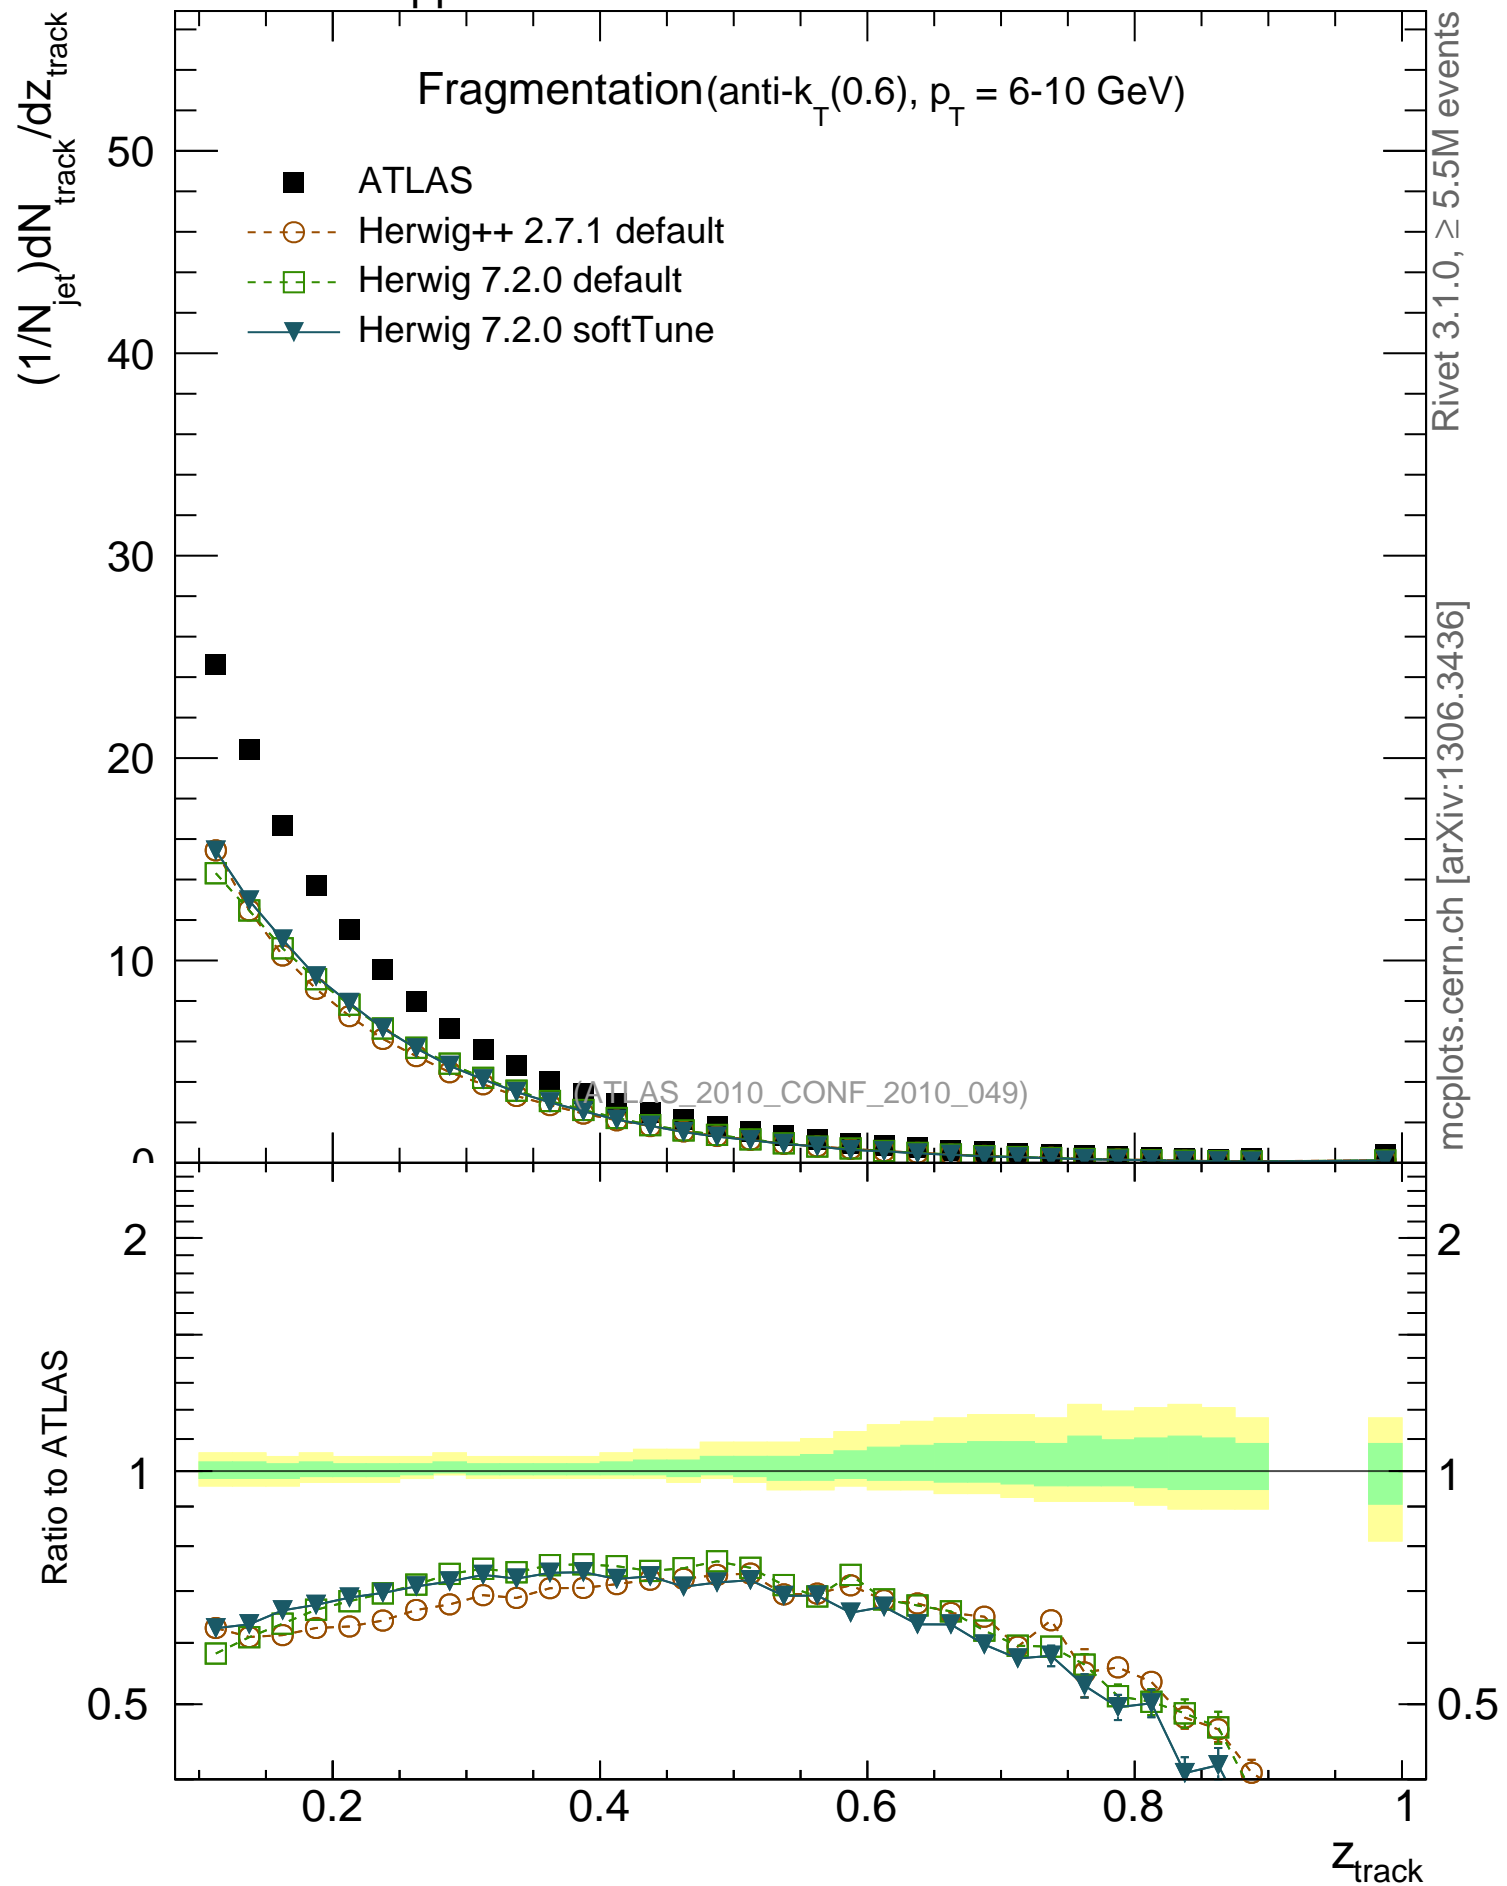 Fragmentation (anti-k_T(0.6), p_T = 6-10 GeV)
(1/N_jet)dN_track/dz_track
ATLAS
Herwig++ 2.7.1 default
Herwig 7.2.0 default
Herwig 7.2.0 softTune
50
40
30
20
10
0
(ATLAS_2010_CONF_2010_049)
Rivet 3.1.0, ≥ 5.5M events
mcplots.cern.ch [arXiv:1306.3436]
Ratio to ATLAS
2
1
0.5
2
1
0.5
0.2 0.4 0.6 0.8 1
z_track